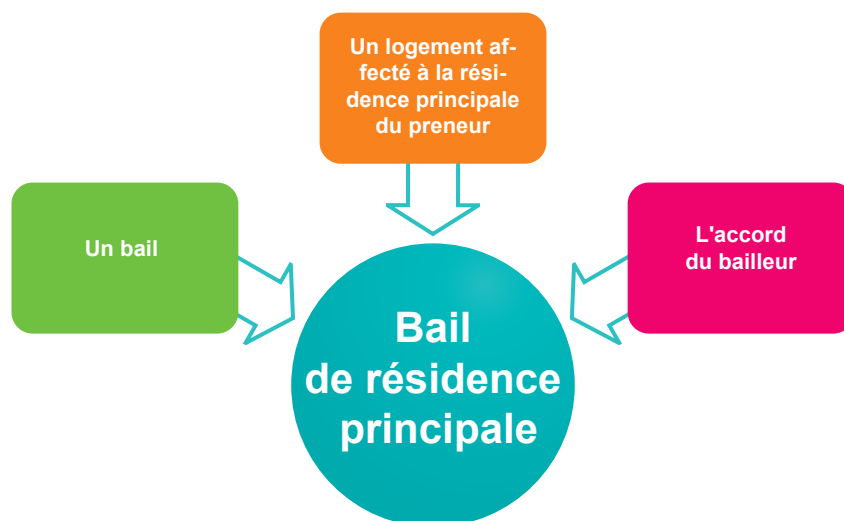 Un logement af-
fecté à la rési-
dence principale
du preneur
Un bail
L'accord
du bailleur
Bail
de résidence
principale